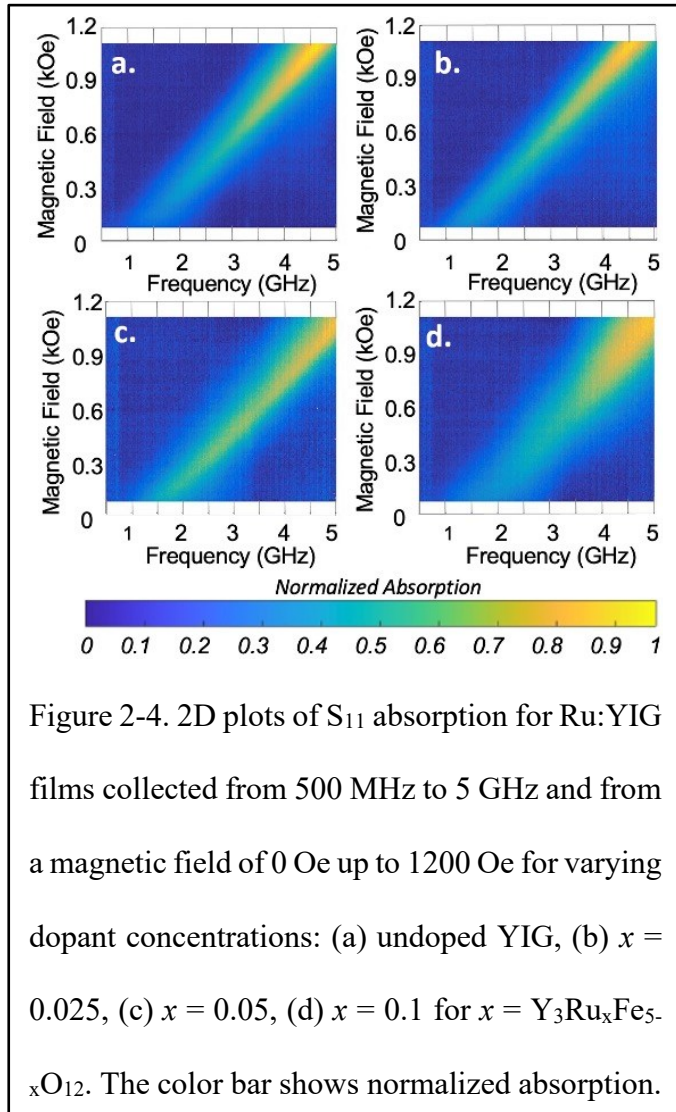 a.
1.2
0.9
0.6
0.3
0
Magnetic Field (kOe)
1 2 3 4 5
Frequency (GHz)
b.
1.2
0.9
0.6
0.3
0
Magnetic Field (kOe)
1 2 3 4 5
Frequency (GHz)
c.
1.2
0.9
0.6
0.3
0
Magnetic Field (kOe)
1 2 3 4 5
Frequency (GHz)
d.
1.2
0.9
0.6
0.3
0
Magnetic Field (kOe)
1 2 3 4 5
Frequency (GHz)
Normalized Absorption
0 0.1 0.2 0.3 0.4 0.5 0.6 0.7 0.8 0.9 1
Figure 2-4. 2D plots of S₁₁ absorption for Ru:YIG
films collected from 500 MHz to 5 GHz and from
a magnetic field of 0 Oe up to 1200 Oe for varying
dopant concentrations: (a) undoped YIG, (b) x =
0.025, (c) x = 0.05, (d) x = 0.1 for x = Y₃RuₓFe₅₋
ₓO₁₂. The color bar shows normalized absorption.